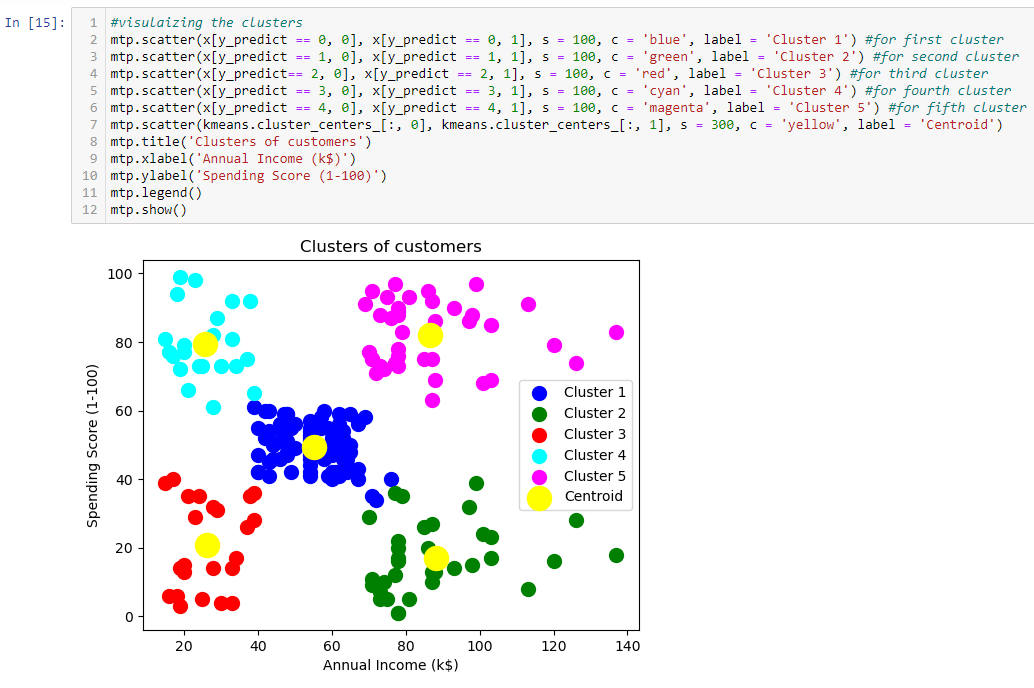 In [15]:
1 #visulaizing the clusters
2 mtp.scatter(x[y_predict == 0, 0], x[y_predict == 0, 1], s = 100, c = 'blue', label = 'Cluster 1') #for first cluster
3 mtp.scatter(x[y_predict == 1, 0], x[y_predict == 1, 1], s = 100, c = 'green', label = 'Cluster 2') #for second cluster
4 mtp.scatter(x[y_predict== 2, 0], x[y_predict == 2, 1], s = 100, c = 'red', label = 'Cluster 3') #for third cluster
5 mtp.scatter(x[y_predict == 3, 0], x[y_predict == 3, 1], s = 100, c = 'cyan', label = 'Cluster 4') #for fourth cluster
6 mtp.scatter(x[y_predict == 4, 0], x[y_predict == 4, 1], s = 100, c = 'magenta', label = 'Cluster 5') #for fifth cluster
7 mtp.scatter(kmeans.cluster_centers_[:, 0], kmeans.cluster_centers_[:, 1], s = 300, c = 'yellow', label = 'Centroid')
8 mtp.title('Clusters of customers')
9 mtp.xlabel('Annual Income (k$)')
10 mtp.ylabel('Spending Score (1-100)')
11 mtp.legend()
12 mtp.show()
Clusters of customers
Spending Score (1-100)
100
80
60
40
20
0
Cluster 1
Cluster 2
Cluster 3
Cluster 4
Cluster 5
Centroid
20 40 60 80 100 120 140
Annual Income (k$)